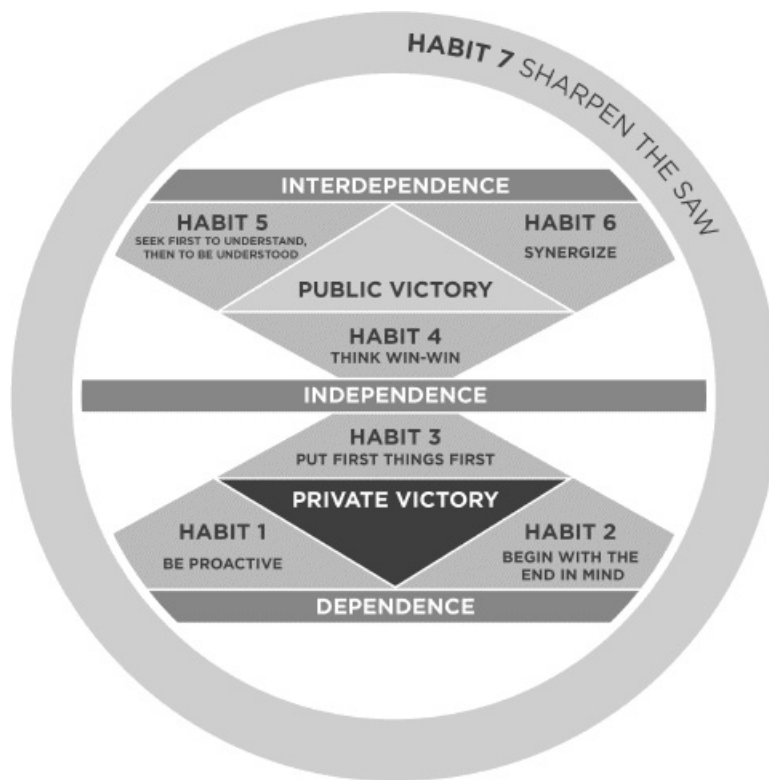 HABIT 7 SHARPEN THE SAW
INTERDEPENDENCE
HABIT 5
SEEK FIRST TO UNDERSTAND,
THEN TO BE UNDERSTOOD
HABIT 6
SYNERGIZE
PUBLIC VICTORY
HABIT 4
THINK WIN-WIN
INDEPENDENCE
HABIT 3
PUT FIRST THINGS FIRST
PRIVATE VICTORY
HABIT 1
BE PROACTIVE
HABIT 2
BEGIN WITH THE
END IN MIND
DEPENDENCE